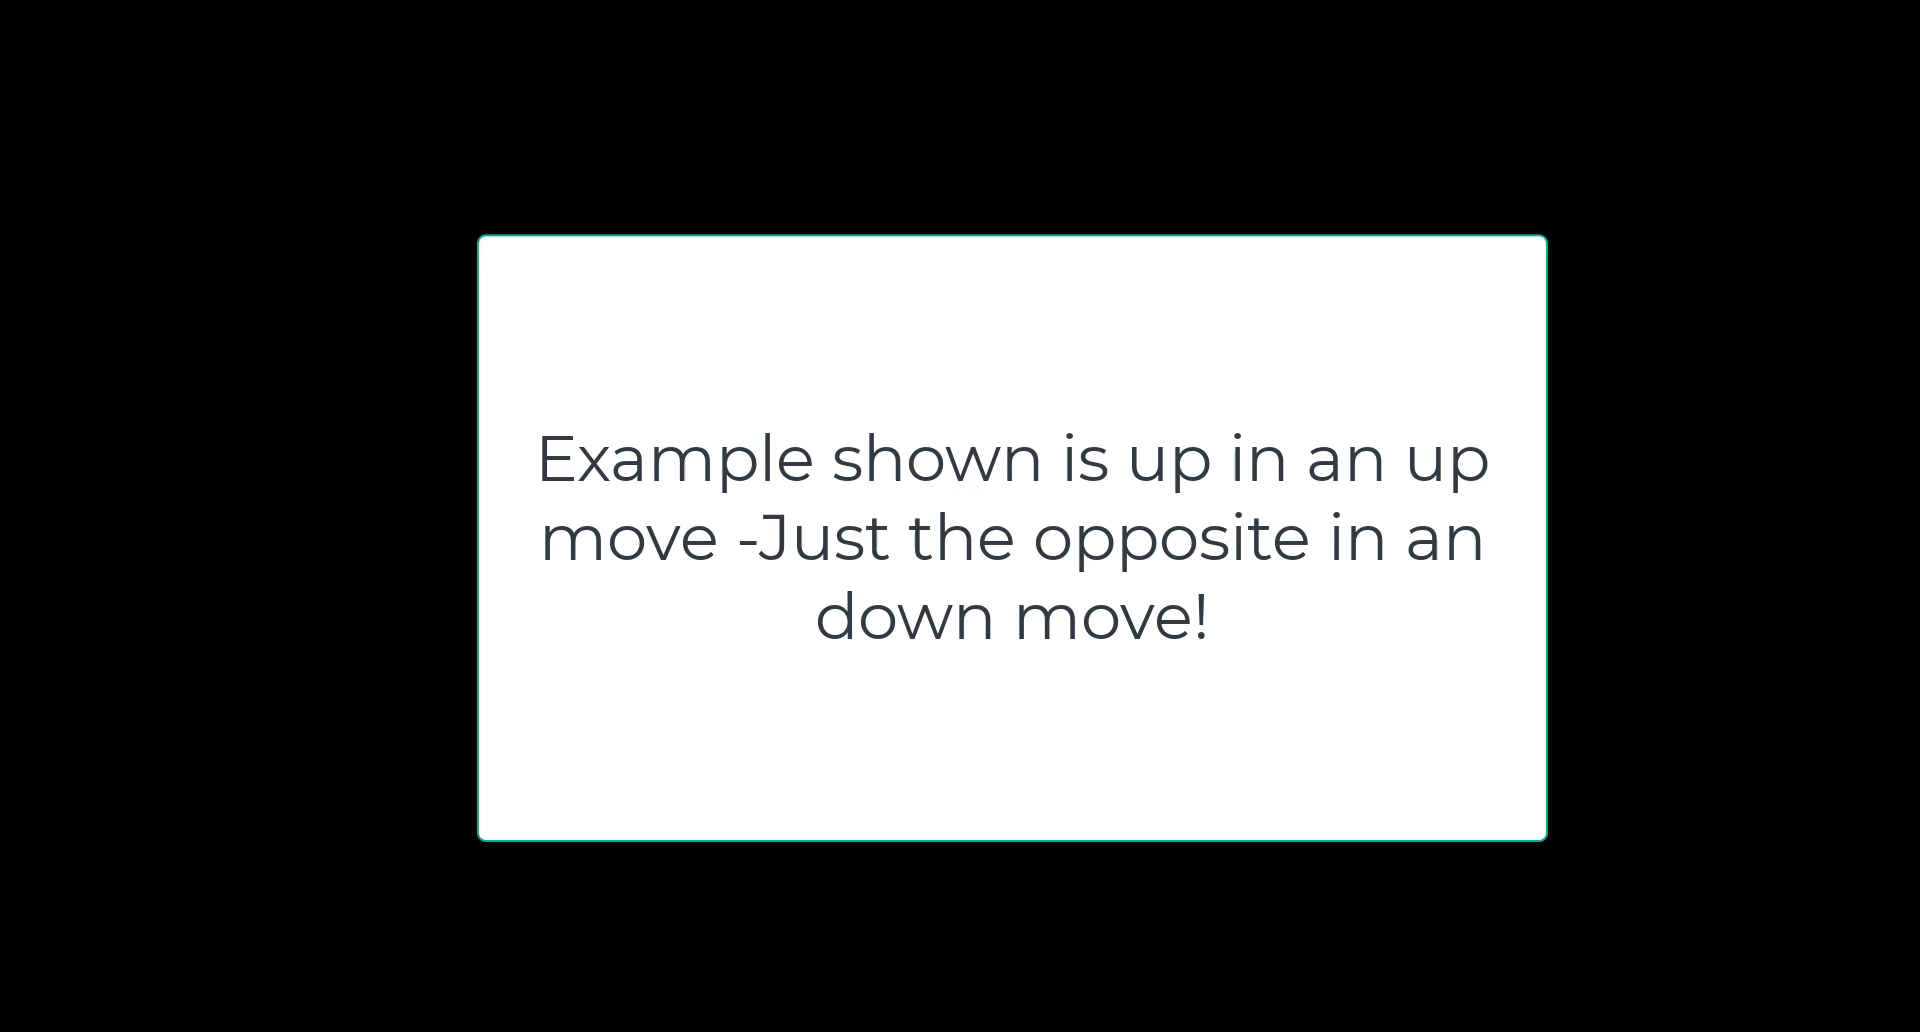 Example shown is up in an up
move -Just the opposite in an
down move!